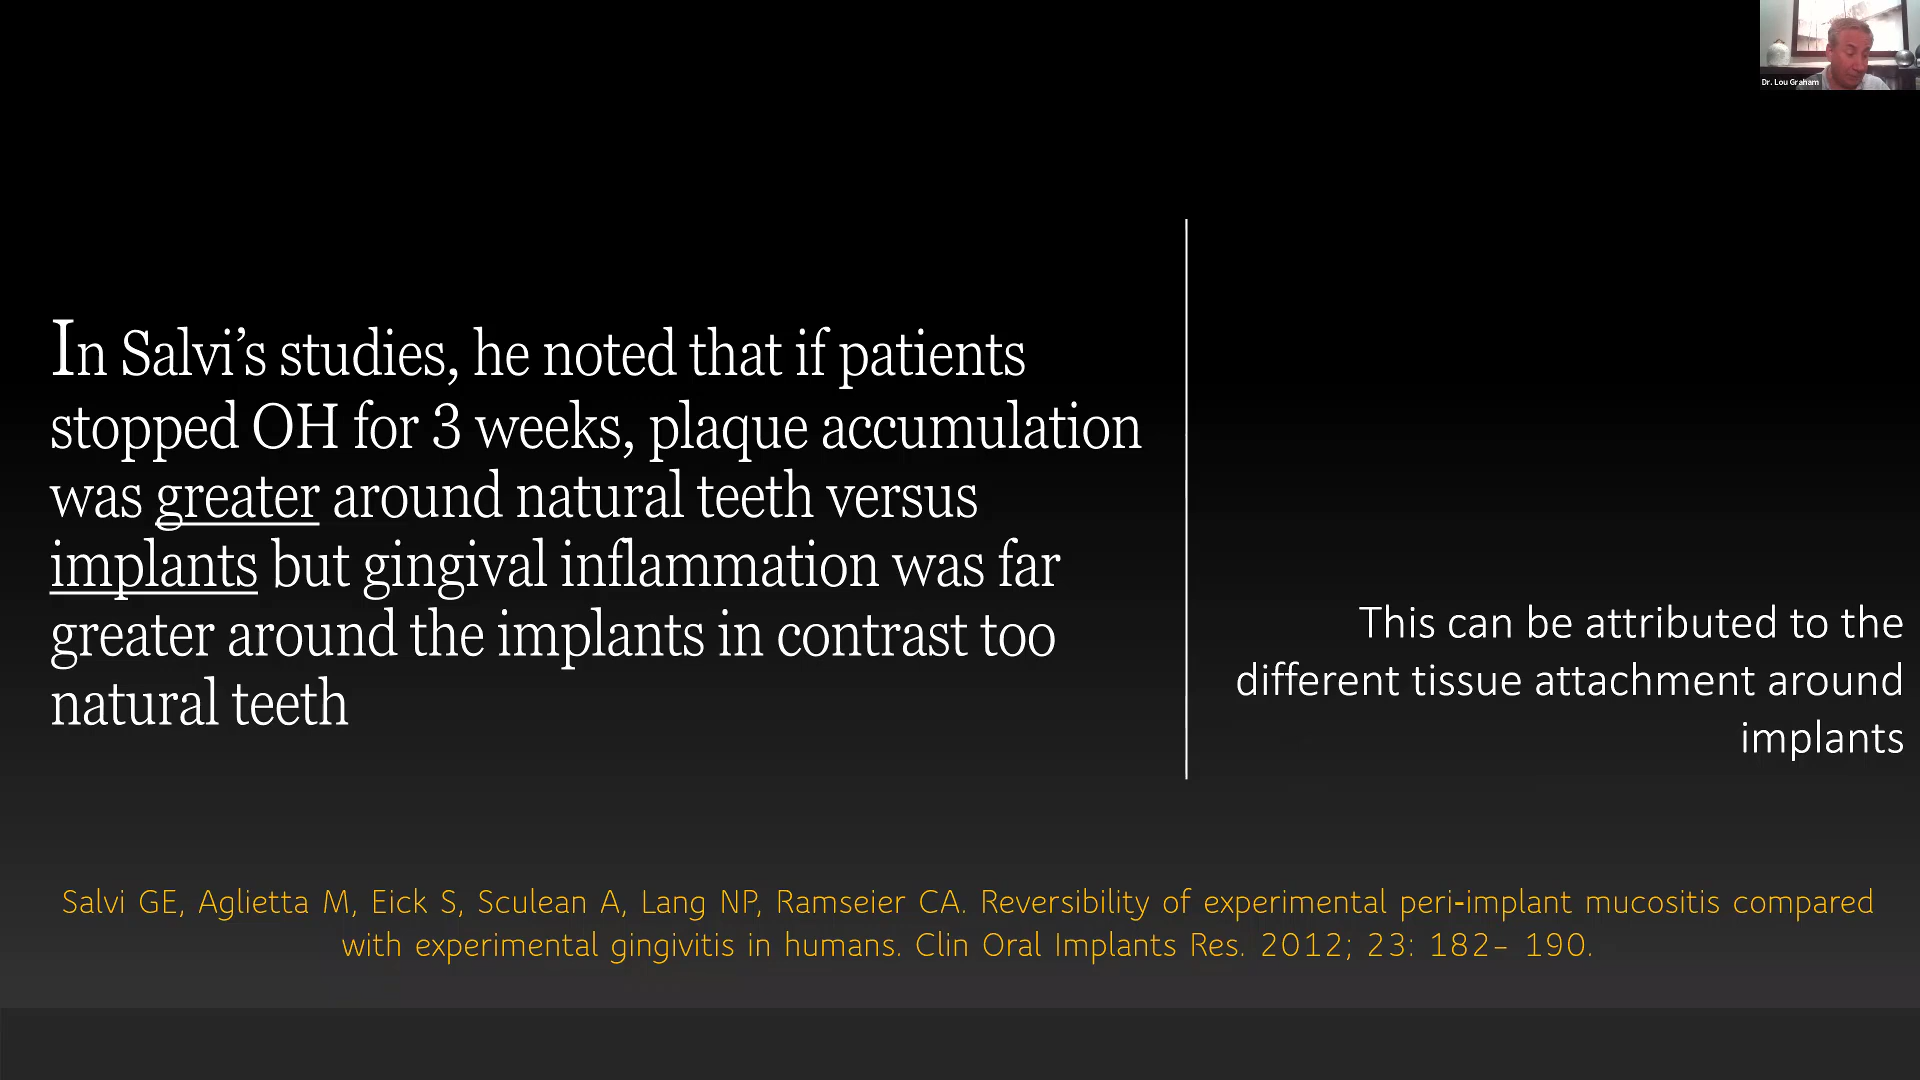 Dr. Lou Graham
In Salvi’s studies, he noted that if patients
stopped OH for 3 weeks, plaque accumulation
was greater around natural teeth versus
implants but gingival inflammation was far
greater around the implants in contrast too
natural teeth
This can be attributed to the
different tissue attachment around
implants
Salvi GE, Aglietta M, Eick S, Sculean A, Lang NP, Ramseier CA. Reversibility of experimental peri-implant mucositis compared
with experimental gingivitis in humans. Clin Oral Implants Res. 2012; 23: 182– 190.